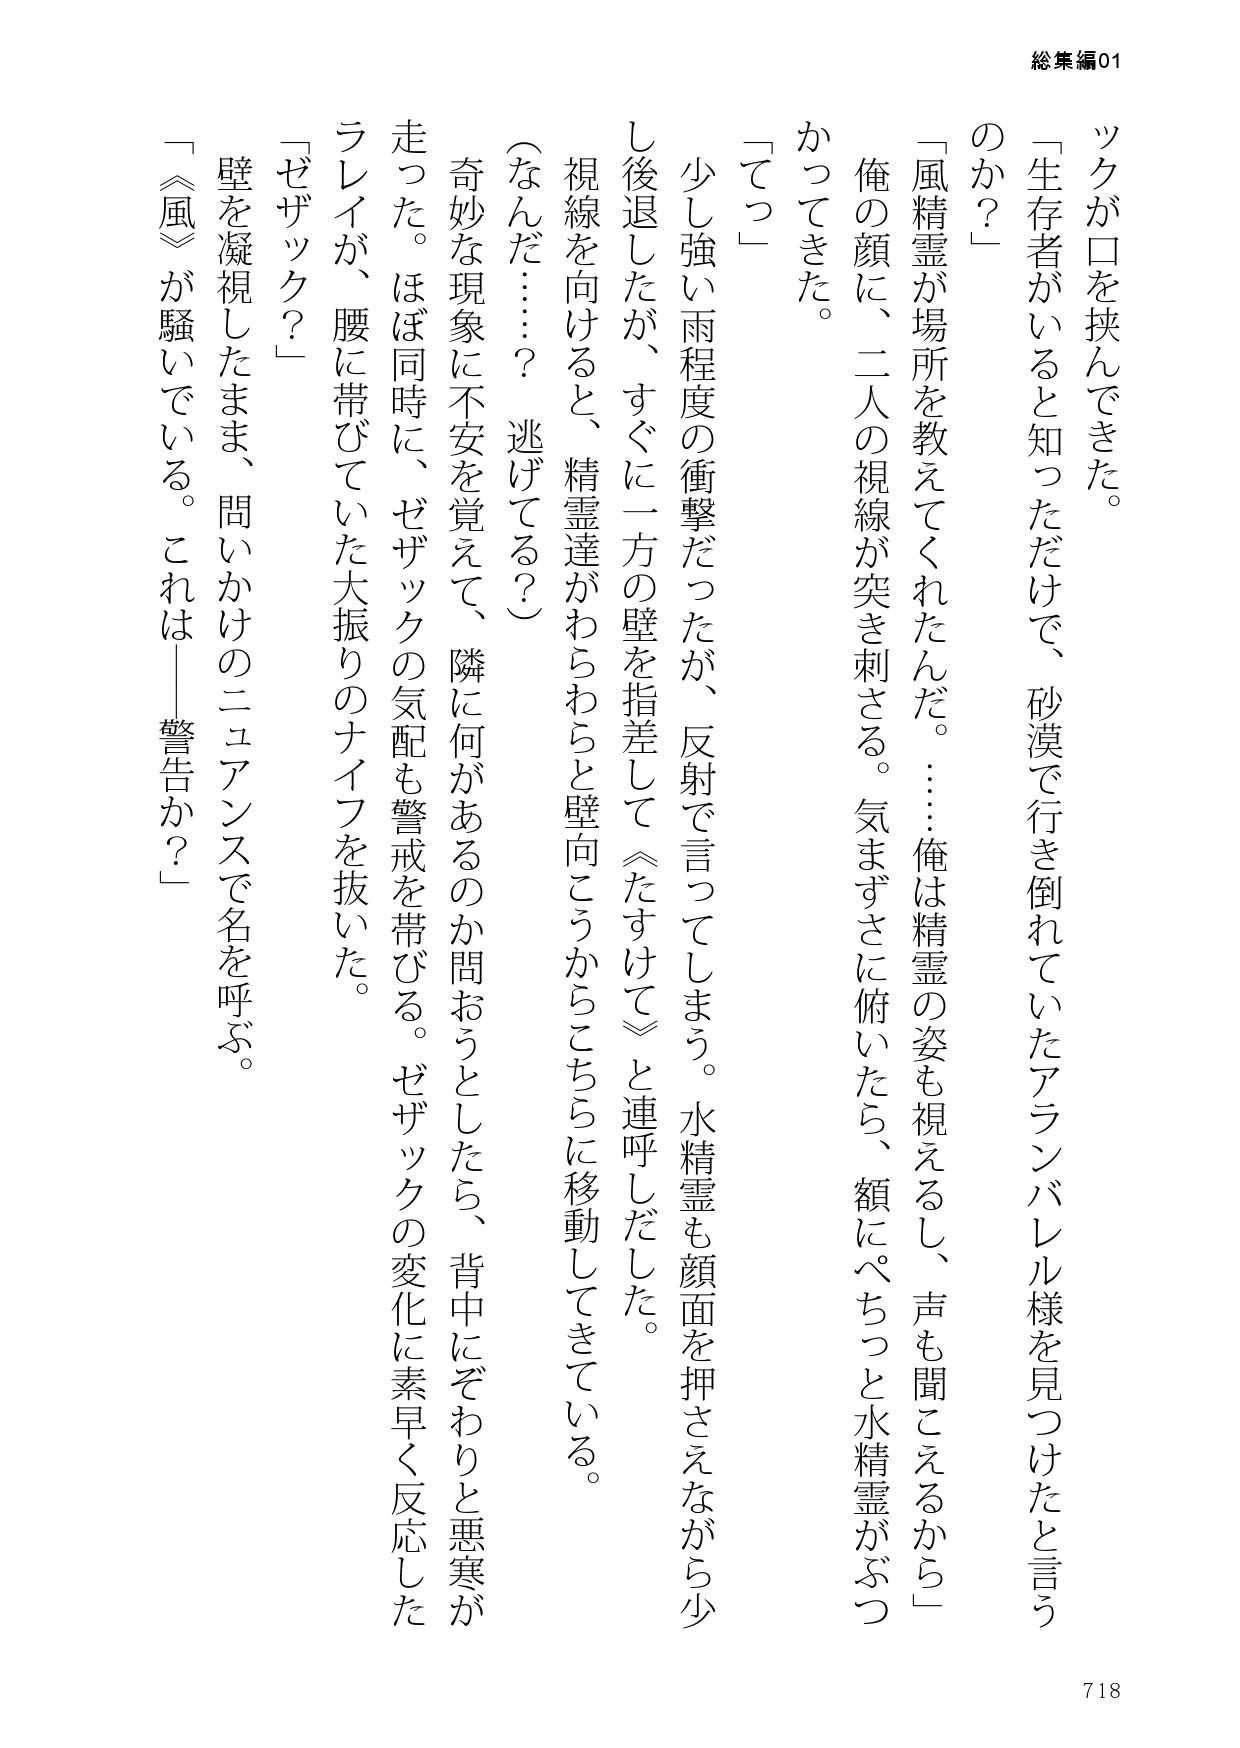 総集編01
ックが口を挟んできた。
「生存者がいると知っただけで、砂漠で行き倒れていたアランバレル様を見つけたと言う
のか？」
「風精霊が場所を教えてくれたんだ。……俺は精霊の姿も視えるし、声も聞こえるから」
俺の顔に、二人の視線が突き刺さる。気まずさに俯いたら、額にぺちっと水精霊がぶつ
かってきた。
「てっ」
少し強い雨程度の衝撃だったが、反射で言ってしまう。水精霊も顔面を押さえながら少
し後退したが、すぐに一方の壁を指差して《たすけて》と連呼しだした。
視線を向けると、精霊達がわらわらと壁向こうからこちらに移動してきている。
（なんだ……？　逃げてる？）
奇妙な現象に不安を覚えて、隣に何があるのか問おうとしたら、背中にぞわりと悪寒が
走った。ほぼ同時に、ゼザックの気配も警戒を帯びる。ゼザックの変化に素早く反応した
ラレイが、腰に帯びていた大振りのナイフを抜いた。
「ゼザック？」
壁を凝視したまま、問いかけのニュアンスで名を呼ぶ。
「《風》が騒いでいる。これは――警告か？」
718